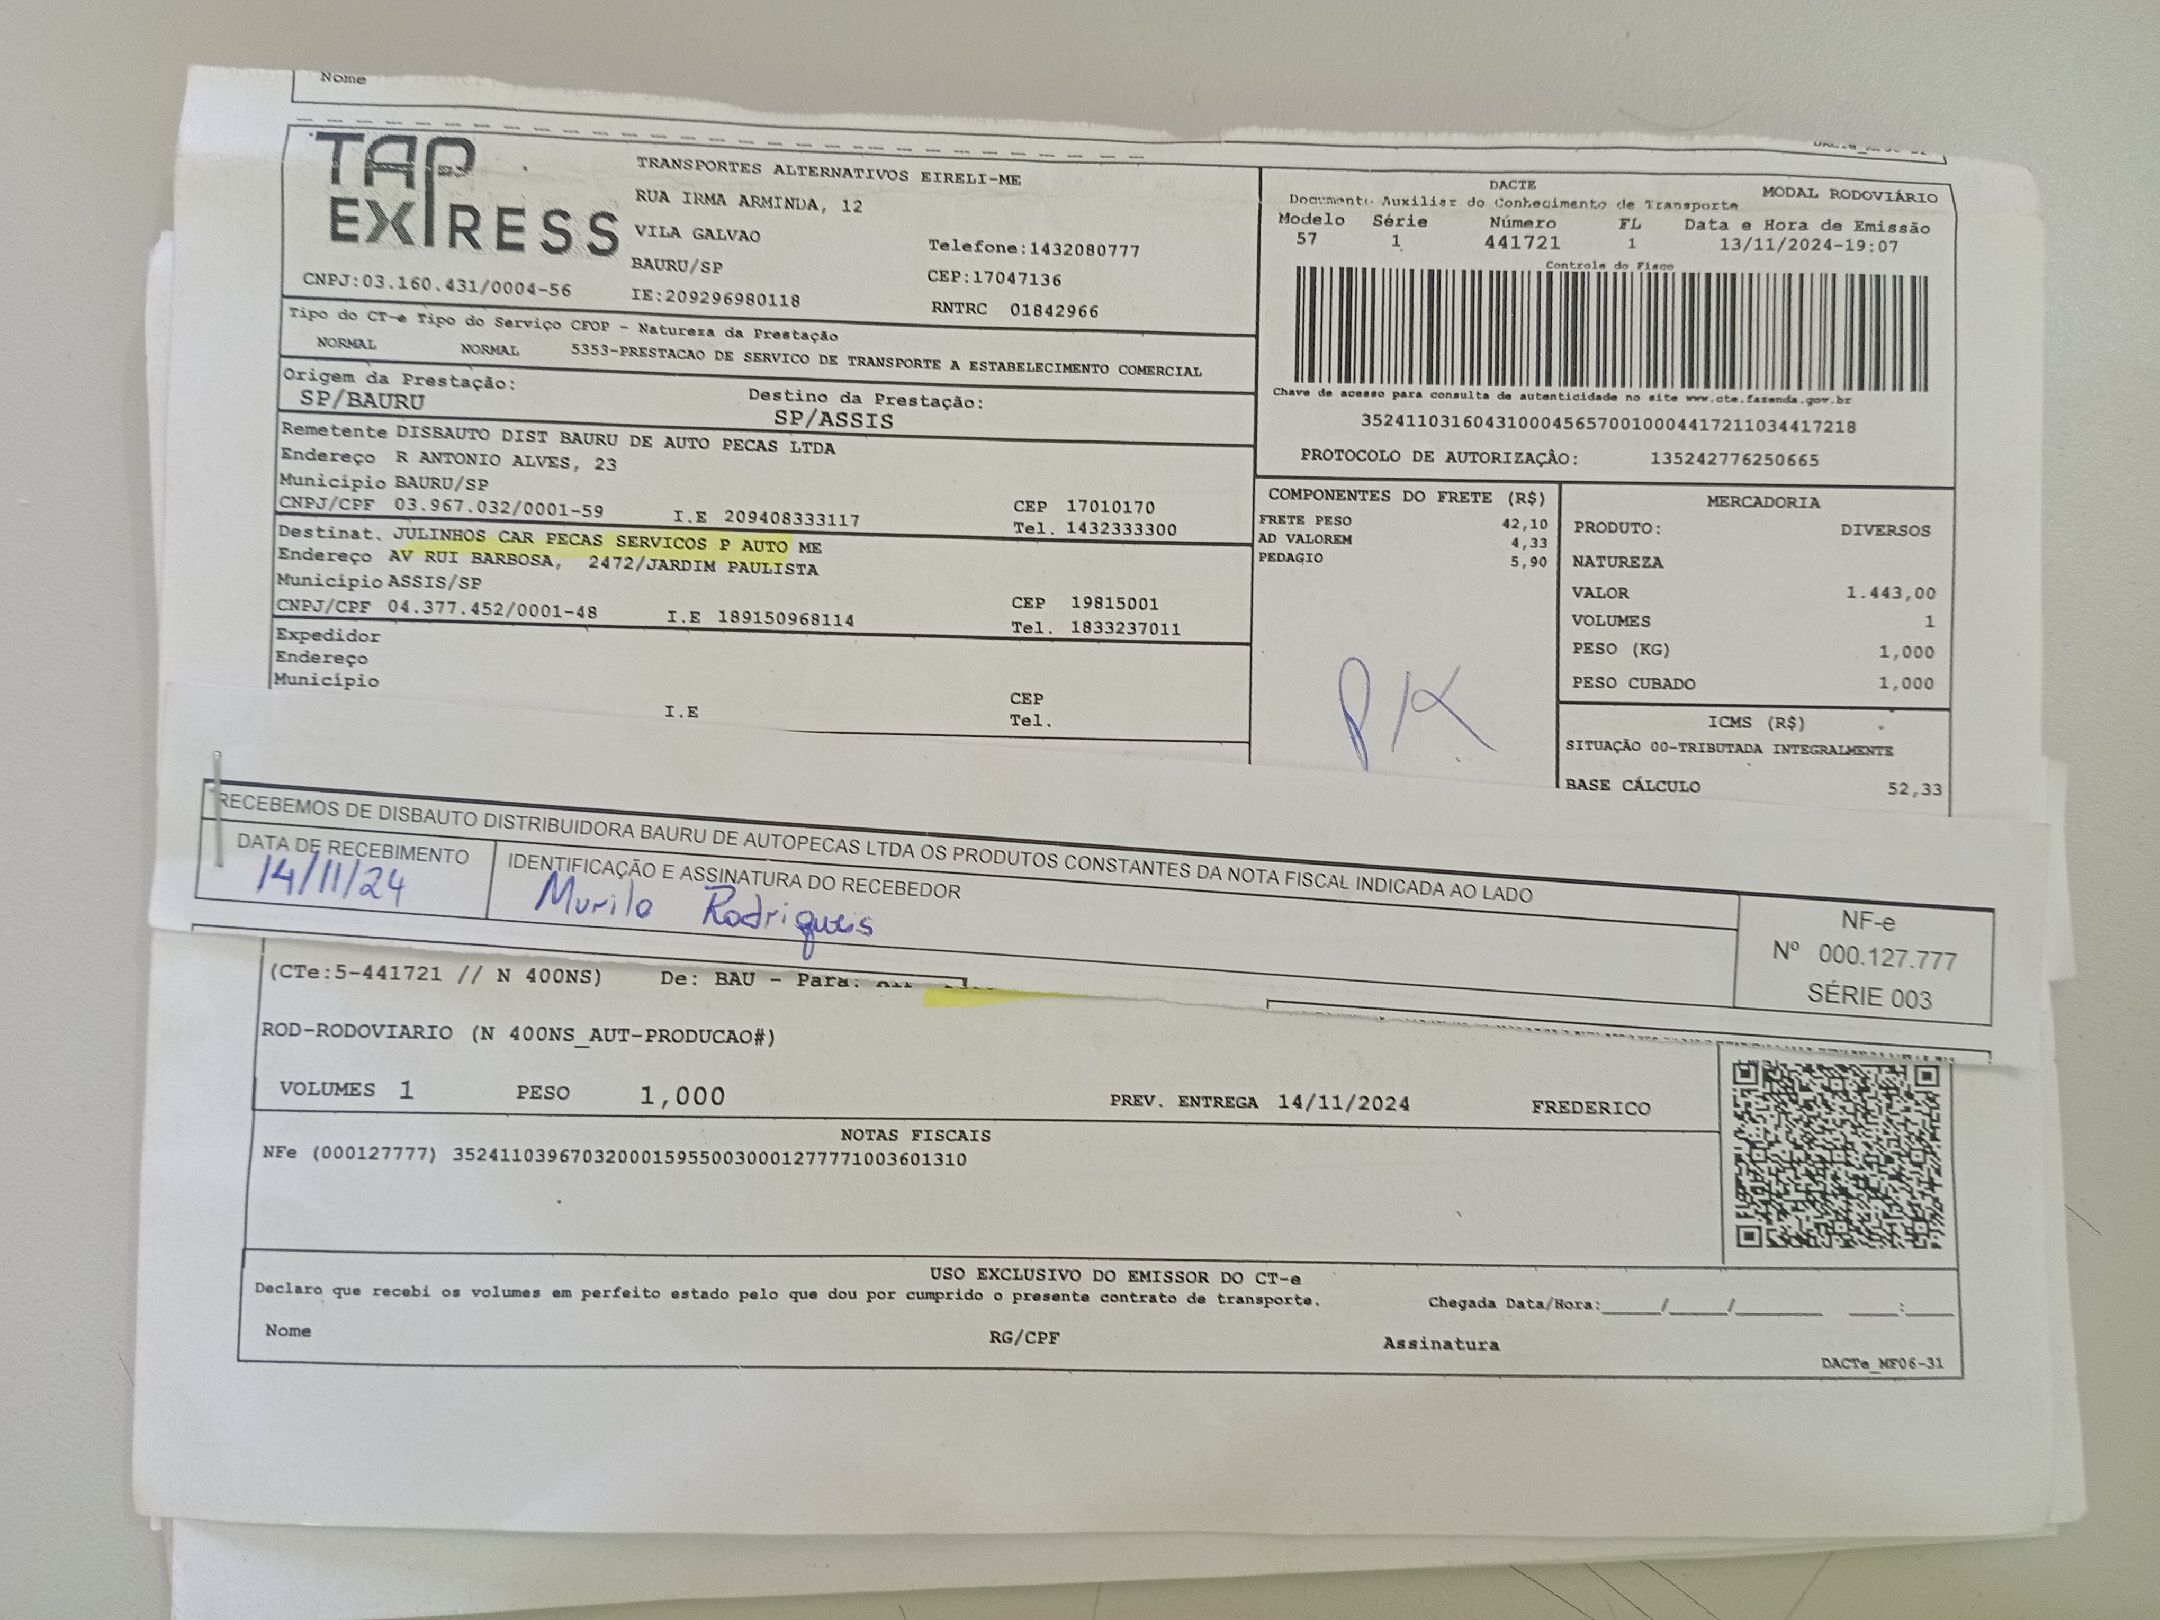 Nome
TAP EXPRESS
TRANSPORTES ALTERNATIVOS EIRELI-ME
RUA IRMA ARMINDA, 12
VILA GALVAO
BAURU/SP
Telefone:1432080777
CEP:17047136
CNPJ:03.160.431/0004-56
IE:209296980118
RNTRC 01842966
DACTE
MODAL RODOVIÁRIO
Documento Auxiliar do Conhecimento de Transporte
Modelo Série Número FL Data e Hora de Emissão
57 1 441721 1 13/11/2024-19:07
Controle do Fisco
Chave de acesso para consulta de autenticidade no site www.cte.fazenda.gov.br
35241103160431000456570010004417211034417218
PROTOCOLO DE AUTORIZAÇÃO: 135242776250665
Tipo do CT-e Tipo do Serviço CFOP - Natureza da Prestação
NORMAL NORMAL 5353-PRESTACAO DE SERVICO DE TRANSPORTE A ESTABELECIMENTO COMERCIAL
Origem da Prestação: Destino da Prestação:
SP/BAURU SP/ASSIS
Remetente DISBAUTO DIST BAURU DE AUTO PECAS LTDA
Endereço R ANTONIO ALVES, 23
Município BAURU/SP CEP 17010170
CNPJ/CPF 03.967.032/0001-59 I.E 209408333117 Tel. 1432333300
Destinat. JULINHOS CAR PECAS SERVICOS P AUTO ME
Endereço AV RUI BARBOSA, 2472/JARDIM PAULISTA
Município ASSIS/SP CEP 19815001
CNPJ/CPF 04.377.452/0001-48 I.E 189150968114 Tel. 1833237011
Expedidor
Endereço
Município CEP
I.E Tel.
COMPONENTES DO FRETE (R$)
FRETE PESO 42,10
AD VALOREM 4,33
PEDAGIO 5,90
MERCADORIA
PRODUTO: DIVERSOS
NATUREZA
VALOR 1.443,00
VOLUMES 1
PESO (KG) 1,000
PESO CUBADO 1,000
ICMS (R$)
SITUAÇÃO 00-TRIBUTADA INTEGRALMENTE
BASE CÁLCULO 52,33
RECEBEMOS DE DISBAUTO DISTRIBUIDORA BAURU DE AUTOPECAS LTDA OS PRODUTOS CONSTANTES DA NOTA FISCAL INDICADA AO LADO
DATA DE RECEBIMENTO
14/11/24
IDENTIFICAÇÃO E ASSINATURA DO RECEBEDOR
Murilo Rodrigueis
NF-e
Nº 000.127.777
SÉRIE 003
(CTe:5-441721 // N 400NS) De: BAU - Para:
ROD-RODOVIARIO (N 400NS_AUT-PRODUCAO#)
VOLUMES 1 PESO 1,000 PREV. ENTREGA 14/11/2024 FREDERICO
NOTAS FISCAIS
NFe (000127777) 35241103967032000159550030001277771003601310
USO EXCLUSIVO DO EMISSOR DO CT-e
Declaro que recebi os volumes em perfeito estado pelo que dou por cumprido o presente contrato de transporte.
Chegada Data/Hora:_____/_____/_______ ____:____
Nome RG/CPF Assinatura
DACTe_MF06-31